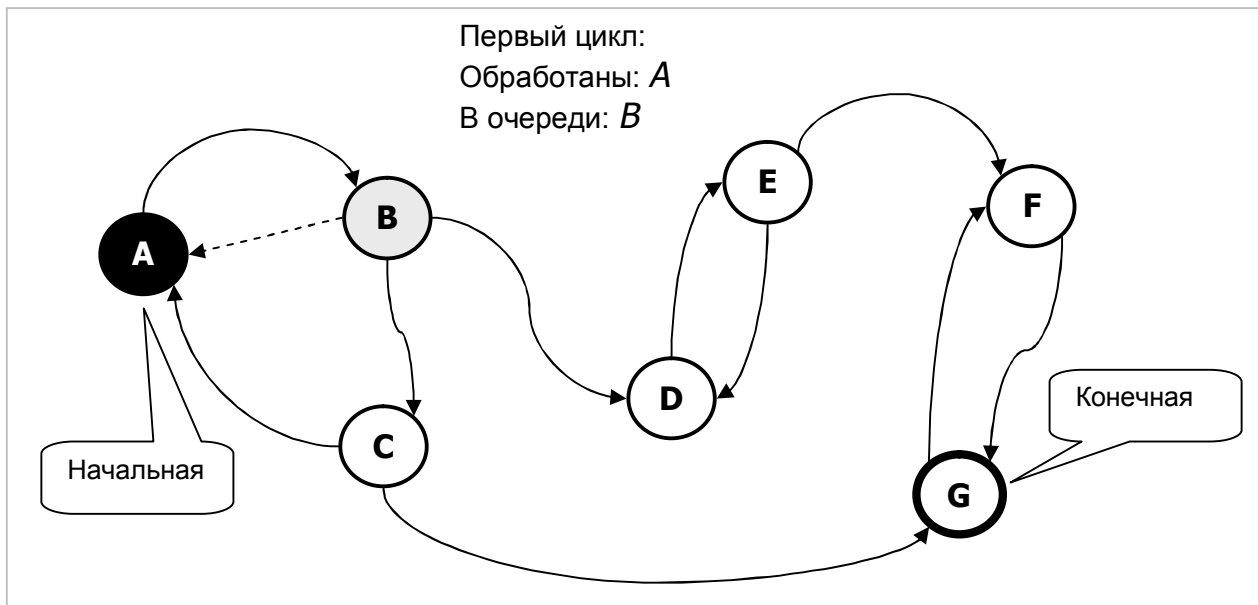 Первый цикл:
Обработаны: A
В очереди: B
E
B
F
A
D
Конечная
C
Начальная
G